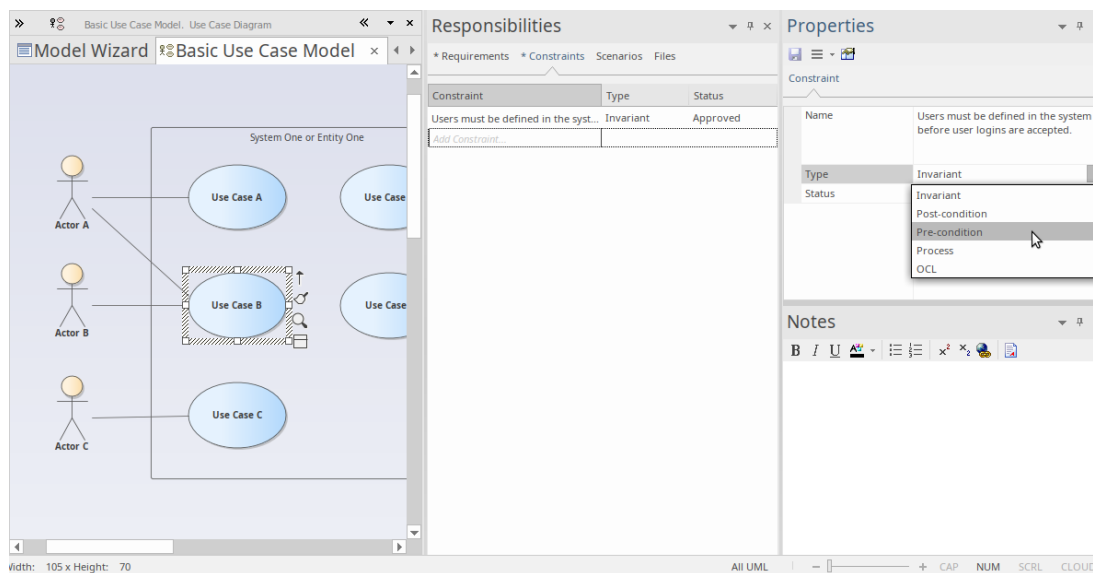 Basic Use Case Model. Use Case Diagram
Model Wizard
Basic Use Case Model
System One or Entity One
Use Case A
Use Case
Actor A
Use Case B
Use Case
Actor B
Use Case C
Actor C
Responsibilities
* Requirements * Constraints Scenarios Files
Constraint Type Status
Users must be defined in the syst... Invariant Approved
Add Constraint...
Properties
Constraint
Name Users must be defined in the system
before user logins are accepted.
Type Invariant
Status
Invariant
Post-condition
Pre-condition
Process
OCL
Notes
B I U x² x₂
Width: 105 x Height: 70
All UML
CAP NUM SCRL CLOUD